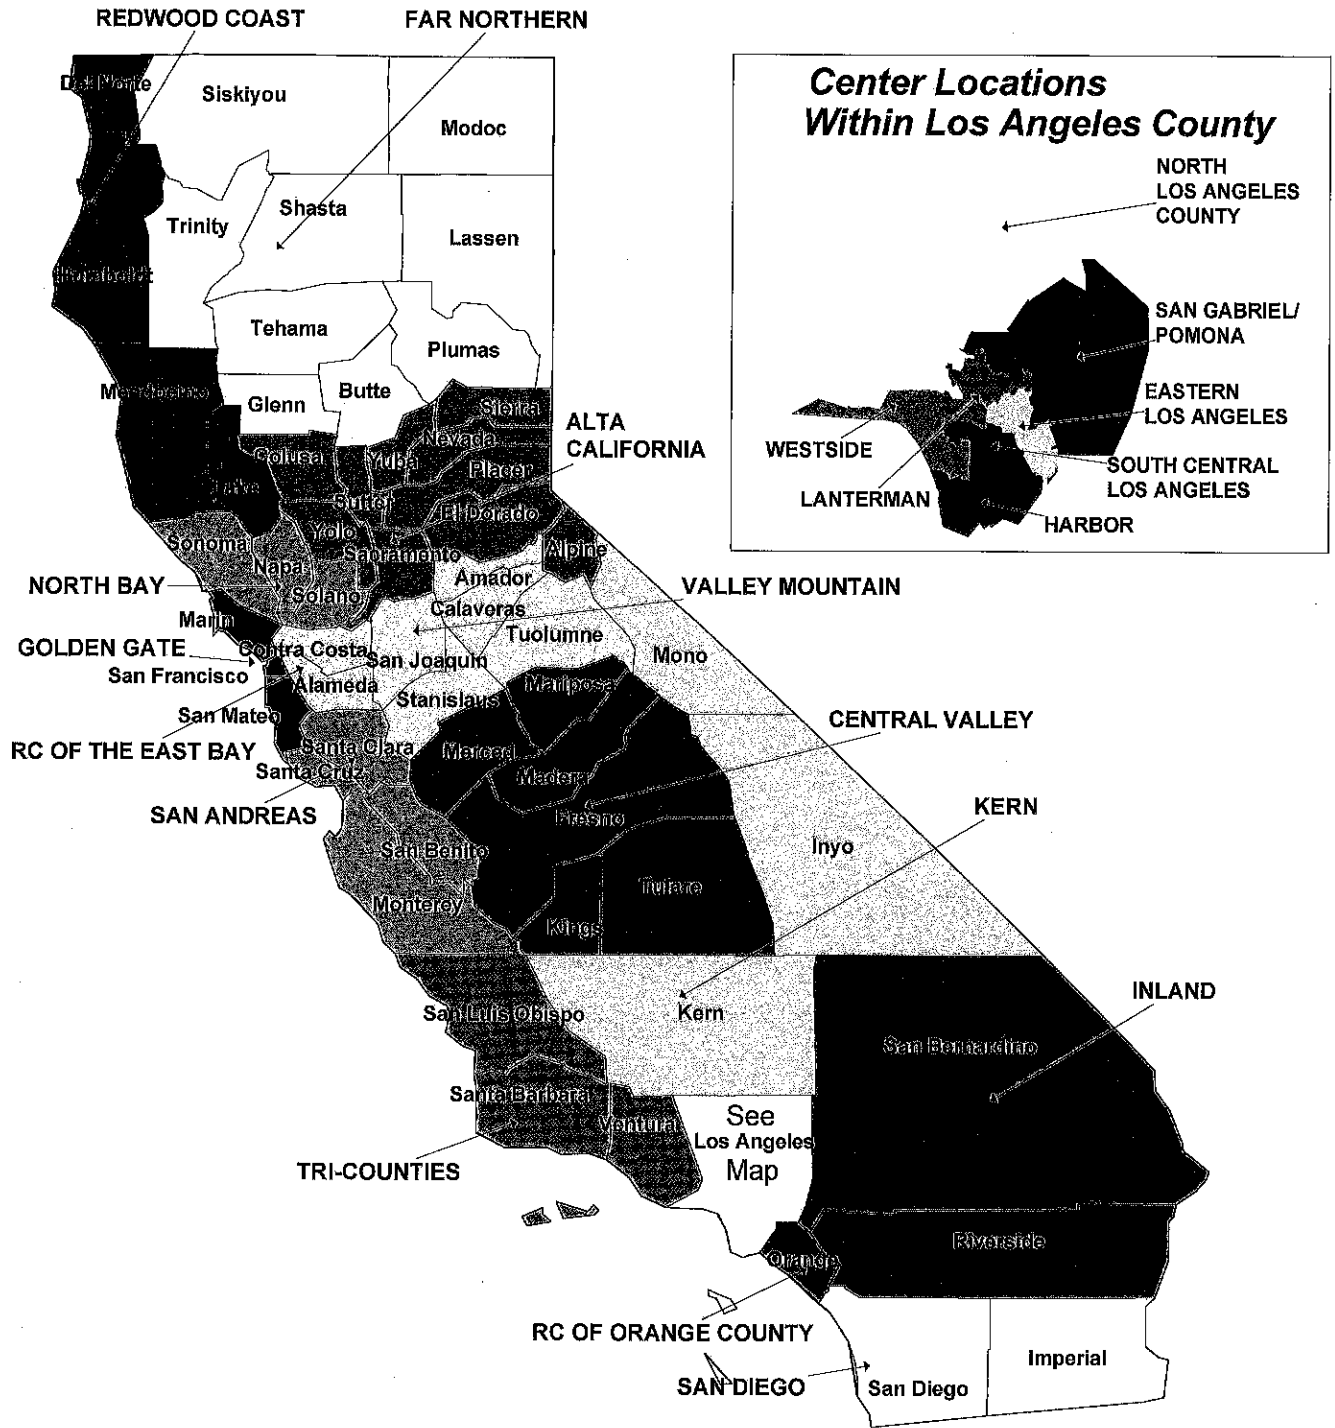 REDWOOD COAST
FAR NORTHERN
Del Norte
Siskiyou
Modoc
Trinity
Shasta
Lassen
Humboldt
Tehama
Plumas
Mendocino
Glenn
Butte
Sierra
Nevada
Colusa
Yuba
Placer
Lake
Sutter
El Dorado
Yolo
Sonoma
Napa
Sacramento
Alpine
Amador
Solano
ALTA
CALIFORNIA
NORTH BAY
VALLEY MOUNTAIN
Calaveras
Marin
Tuolumne
GOLDEN GATE
Contra Costa
San Joaquin
Mono
San Francisco
Alameda
Mariposa
Stanislaus
San Mateo
CENTRAL VALLEY
RC OF THE EAST BAY
Santa Clara
Merced
Santa Cruz
Madera
SAN ANDREAS
Fresno
KERN
San Benito
Inyo
Tulare
Monterey
Kings
San Luis Obispo
Kern
INLAND
San Bernardino
Santa Barbara
Ventura
See
Los Angeles
Map
TRI-COUNTIES
Riverside
Orange
RC OF ORANGE COUNTY
Imperial
SAN DIEGO
San Diego
Center Locations
Within Los Angeles County
NORTH
LOS ANGELES
COUNTY
SAN GABRIEL/
POMONA
EASTERN
LOS ANGELES
WESTSIDE
SOUTH CENTRAL
LOS ANGELES
LANTERMAN
HARBOR